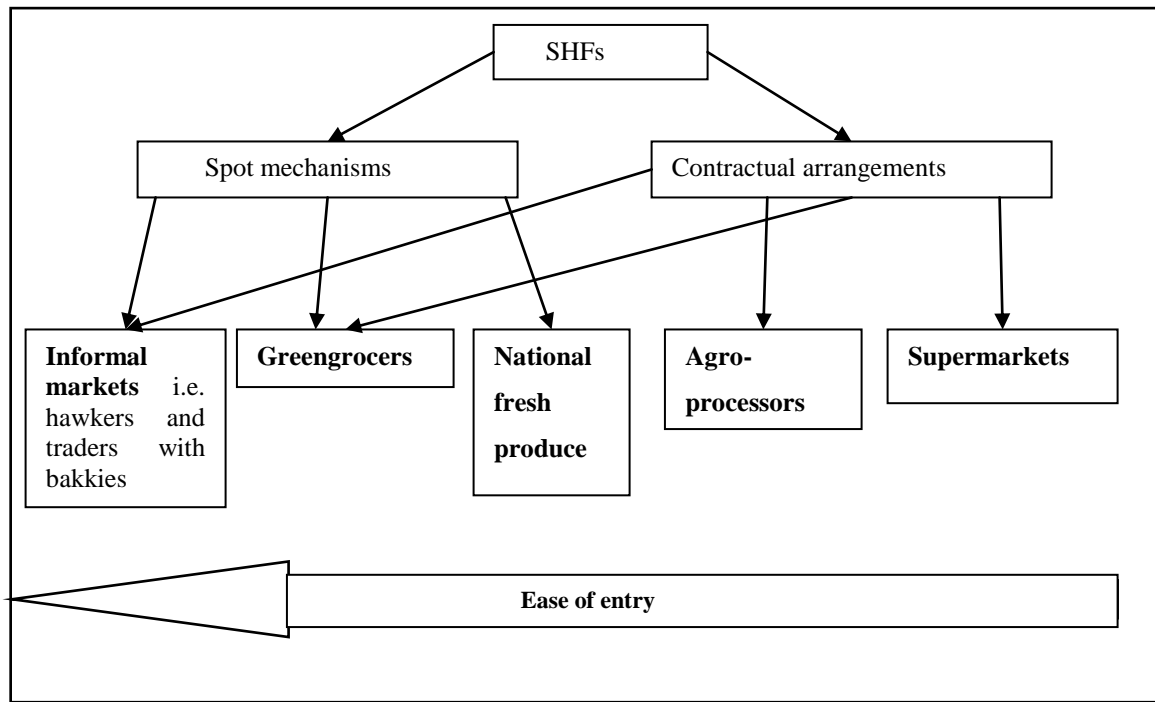 SHFs
Spot mechanisms
Contractual arrangements
Informal
markets i.e.
hawkers and
traders with
bakkies
Greengrocers
National
fresh
produce
Agro-
processors
Supermarkets
Ease of entry